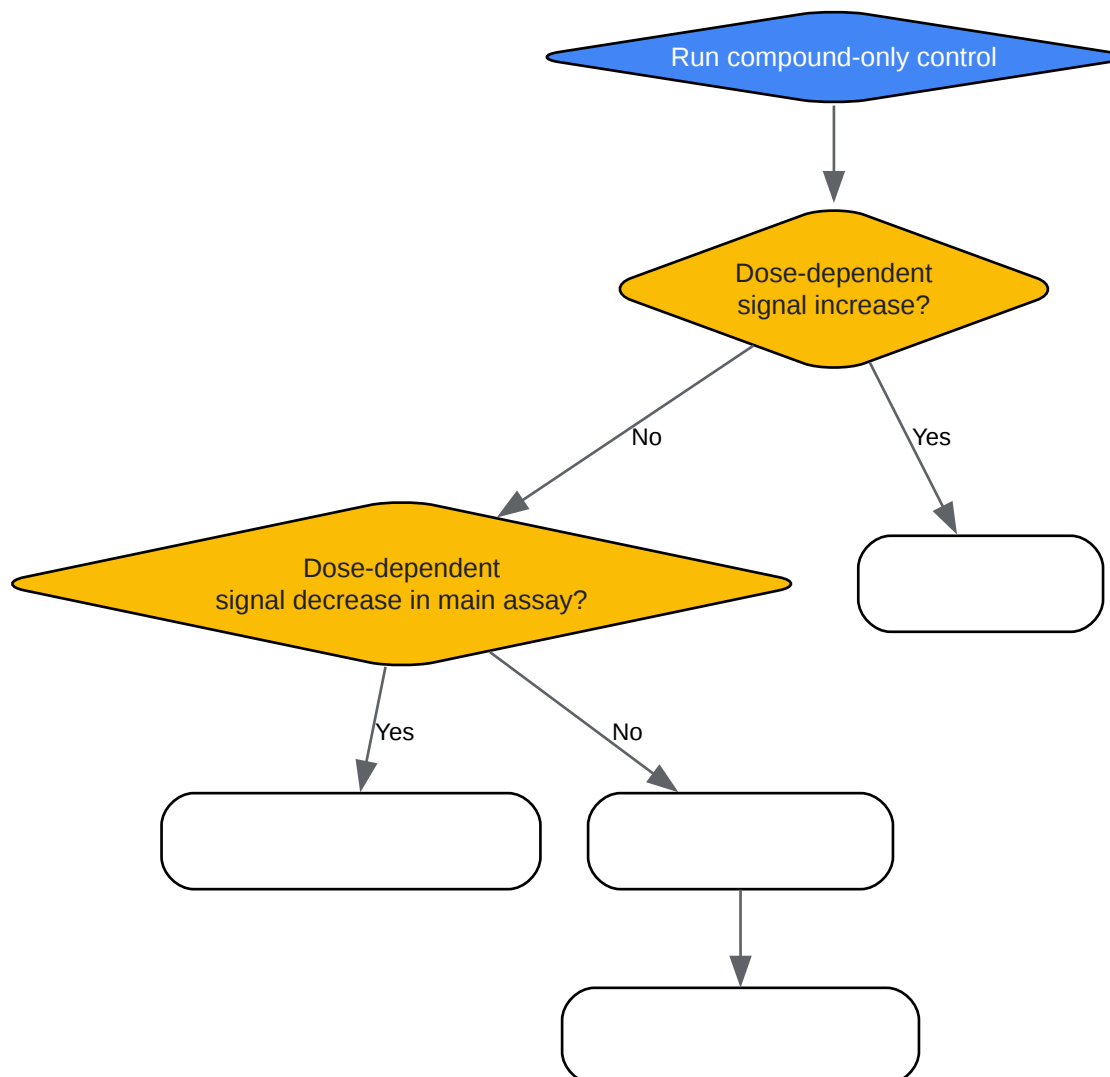 Run compound-only control
Dose-dependent
signal increase?
No
Yes
Dose-dependent
signal decrease in main assay?
Yes
No